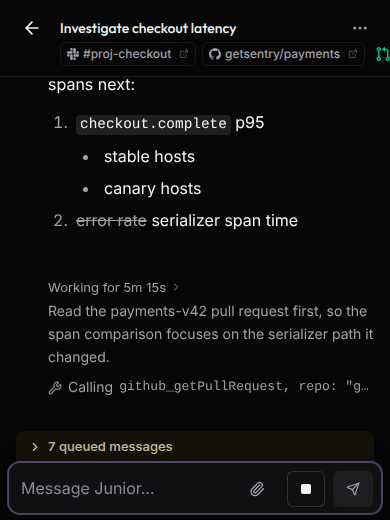 Investigate checkout latency
#proj-checkout getsentry/payments
spans next:
1. checkout.complete p95
• stable hosts
• canary hosts
2. error rate serializer span time
Working for 5m 15s
Read the payments-v42 pull request first, so the
span comparison focuses on the serializer path it
changed.
Calling github_getPullRequest, repo: "g…
7 queued messages
Message Junior...